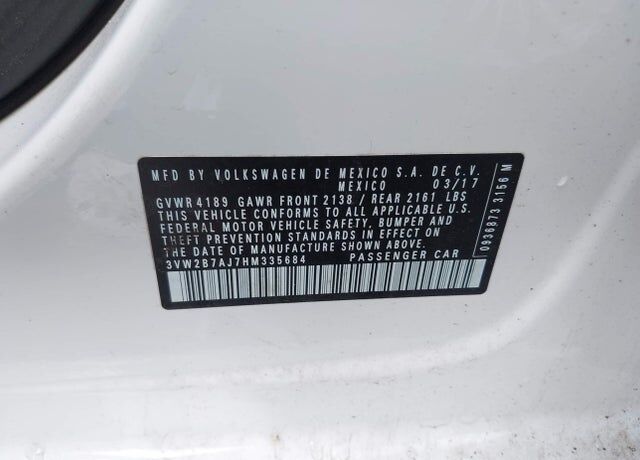 MFD BY VOLKSWAGEN DE MEXICO S.A. DE C.V.
MEXICO 03/17
GVWR 4189 GAWR FRONT 2138 / REAR 2161 LBS
THIS VEHICLE CONFORMS TO ALL APPLICABLE U.S.
FEDERAL MOTOR VEHICLE SAFETY, BUMPER AND
THEFT PREVENTION STANDARDS IN EFFECT ON
THE DATE OF MANUFACTURE SHOWN ABOVE.
3VW2B7AJ7HM335684 PASSENGER CAR
0936873 3156 M